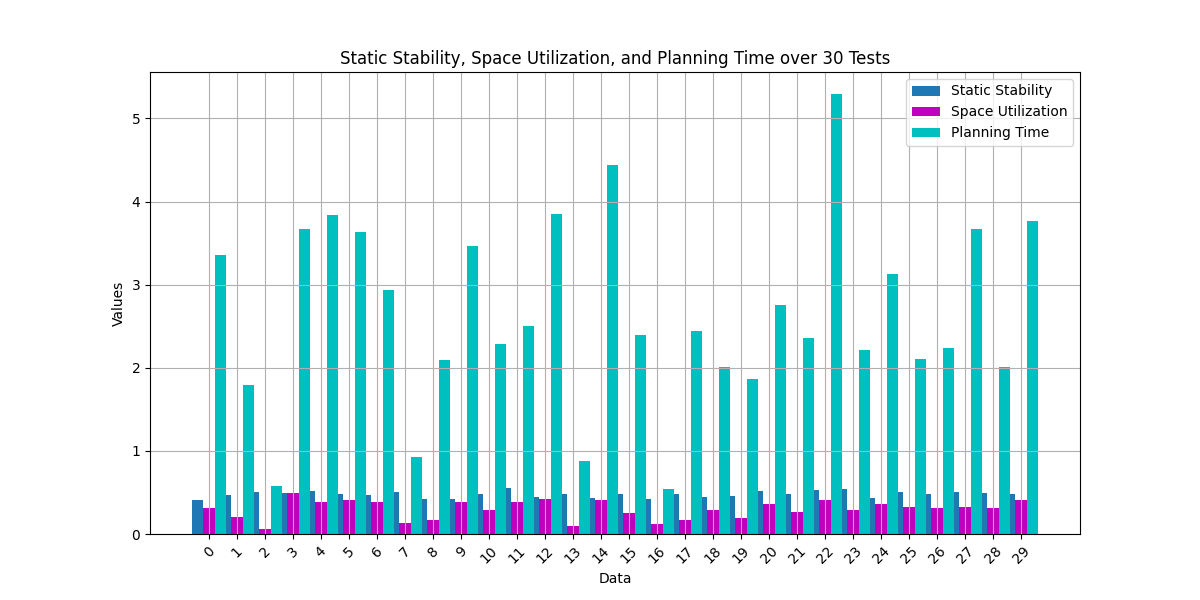 Static Stability, Space Utilization, and Planning Time over 30 Tests
Static Stability
Space Utilization
Planning Time
Values
5
4
3
2
1
0
0 1 2 3 4 5 6 7 8 9 10 11 12 13 14 15 16 17 18 19 20 21 22 23 24 25 26 27 28 29
Data